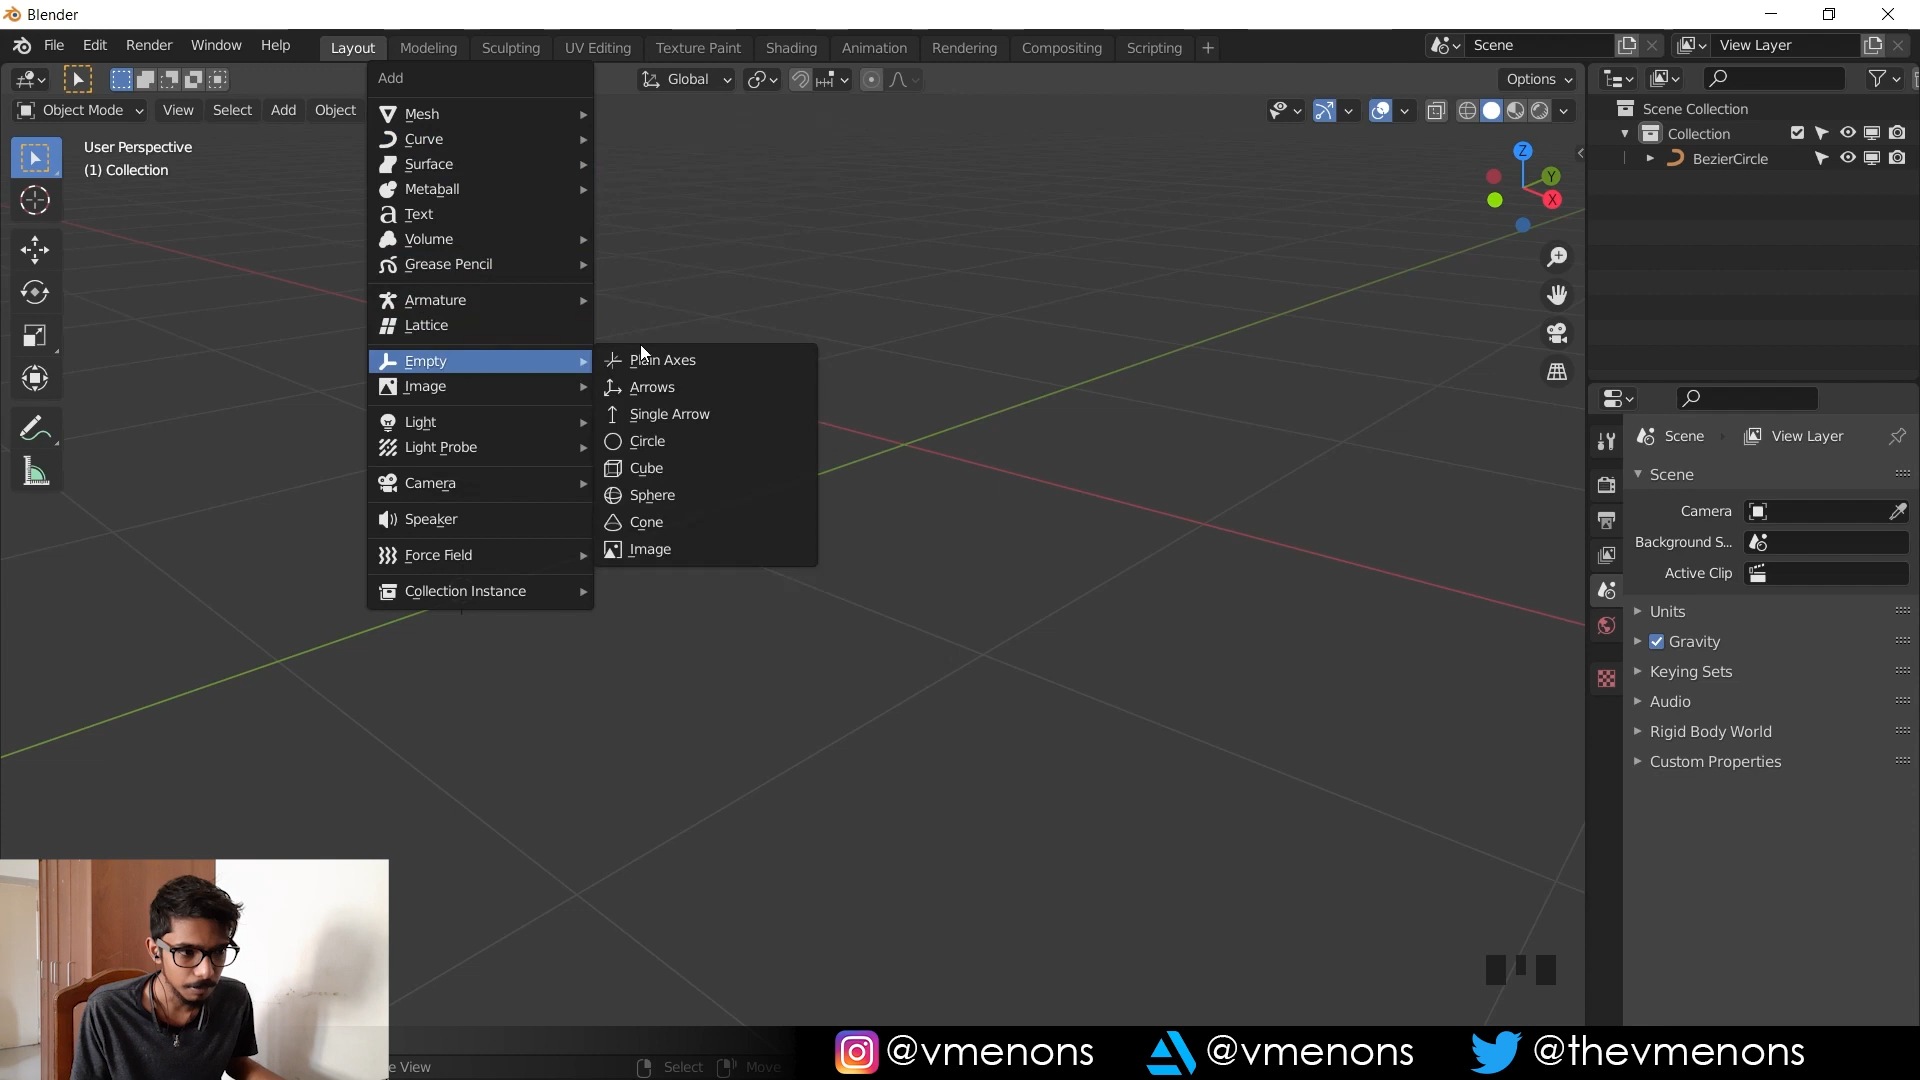 Blender
File Edit Render Window Help Layout Modeling Sculpting UV Editing Texture Paint Shading Animation Rendering Compositing Scripting + Scene View Layer
Global Options
Object Mode View Select Add Object
User Perspective
(1) Collection
Add
Mesh
Curve
Surface
Metaball
Text
Volume
Grease Pencil
Armature
Lattice
Empty
Image
Light
Light Probe
Camera
Speaker
Force Field
Collection Instance
Plain Axes
Arrows
Single Arrow
Circle
Cube
Sphere
Cone
Image
Z
Y
X
Scene Collection
Collection
BezierCircle
Scene View Layer
Scene
Camera
Background S...
Active Clip
Units
Gravity
Keying Sets
Audio
Rigid Body World
Custom Properties
e View Select Move
@vmenons @vmenons @thevmenons